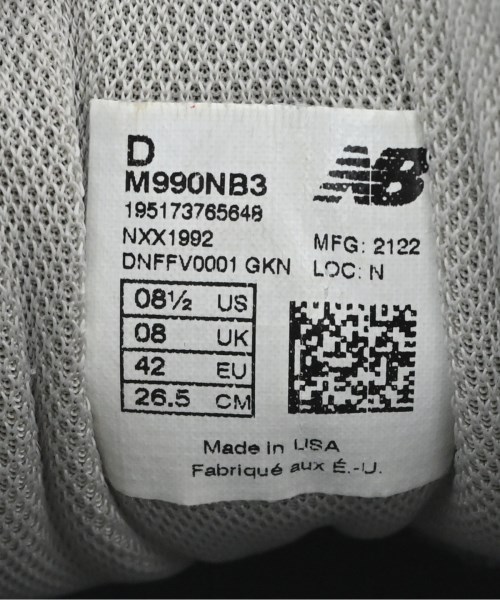 D
M990NB3
NB
195173765648
NXX1992
MFG: 2122
DNFFV0001 GKN
LOC: N
08½ US
08 UK
42 EU
26.5 CM
Made in USA
Fabriqué aux É.-U.